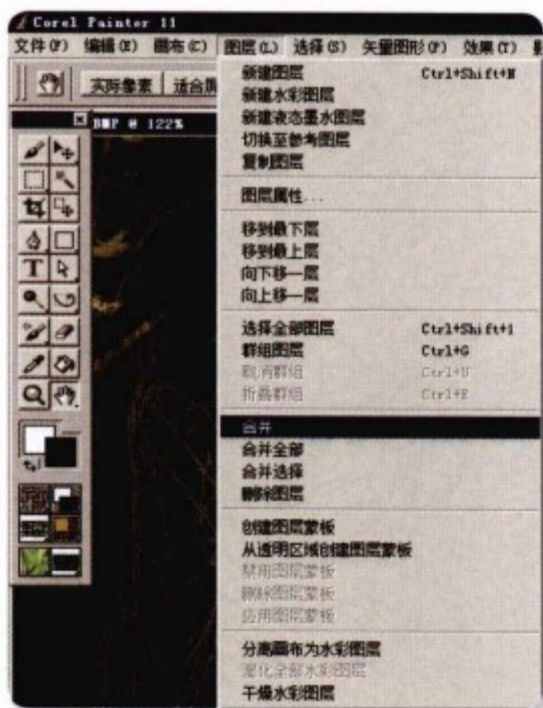 Corel Painter 11
文件(F) 编辑(E) 画布(C) 图层(L) 选择(S) 矢量图形(P) 效果(T)
实际像素 适合
BMP @ 122%
新建图层 Ctrl+Shift+N
新建水彩图层
新建液态墨水图层
切换至参考图层
复制图层
图层属性...
移到最下层
移到最上层
向下移一层
向上移一层
选择全部图层 Ctrl+Shift+1
群组图层 Ctrl+G
取消群组 Ctrl+U
折叠群组 Ctrl+E
合并
合并全部
合并选择
删除图层
创建图层蒙板
从透明区域创建图层蒙板
禁用图层蒙板
删除图层蒙板
应用图层蒙板
分离画布为水彩图层
湿化全部水彩图层
干燥水彩图层